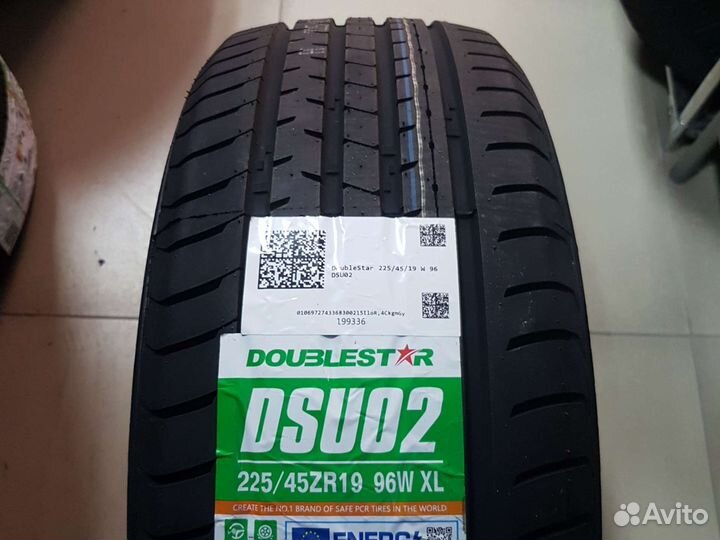 DoubleStar 225/45/19 W 96
DSU02
199336
DOUBLESTAR
DSU02
225/45ZR19 96W XL
CREATE THE NO.1 BRAND OF SAFE PCR TIRES IN THE WORLD
ENERG
Avito